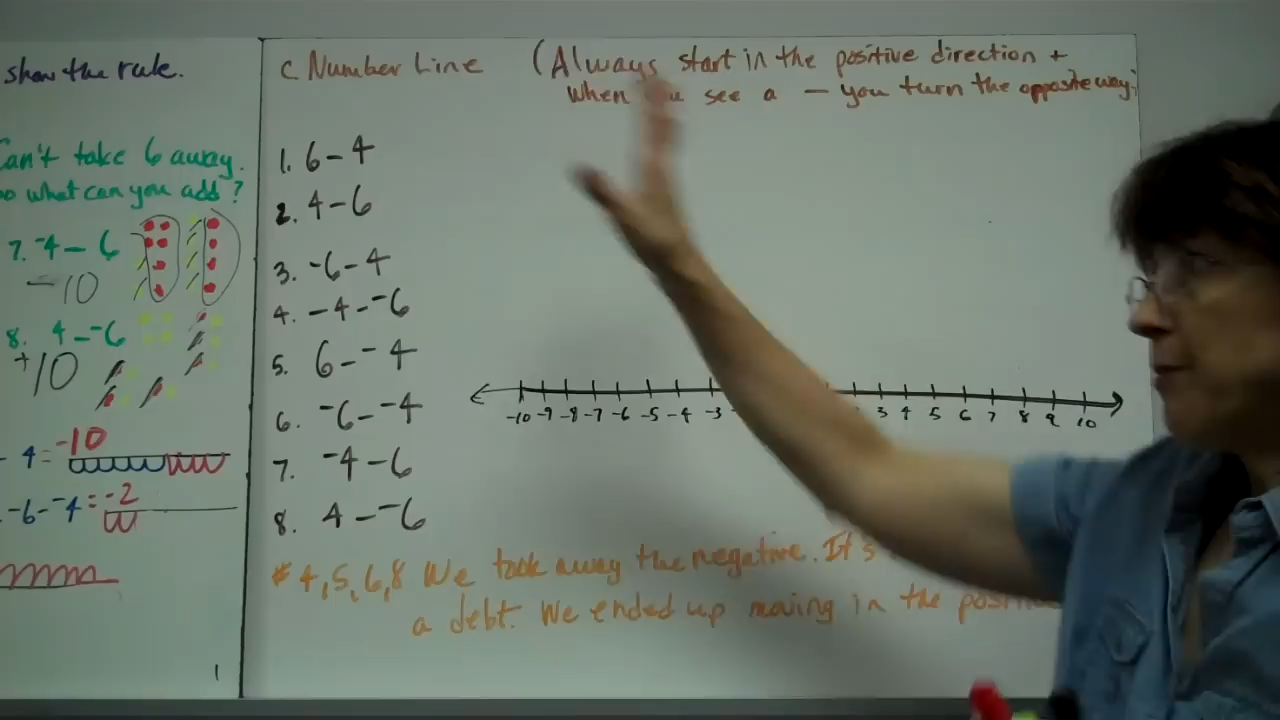 show the rule.
Can't take 6 away.
what can you add?
7. -4 - 6
-10
8. 4 - -6
+10
- 4 = -10
-6 - -4 = -2
1
C Number Line
(Always start in the positive direction +
when see a - you turn the opposite way.
1. 6 - 4
2. 4 - 6
3. -6 - 4
4. -4 - -6
5. 6 - -4
6. -6 - -4
7. -4 - 6
8. 4 - -6
-10 -9 -8 -7 -6 -5 -4 -3 3 4 5 6 7 8 9 10
# 4, 5, 6, 8 We took away the negative. It's
a debt. We ended up moving in the